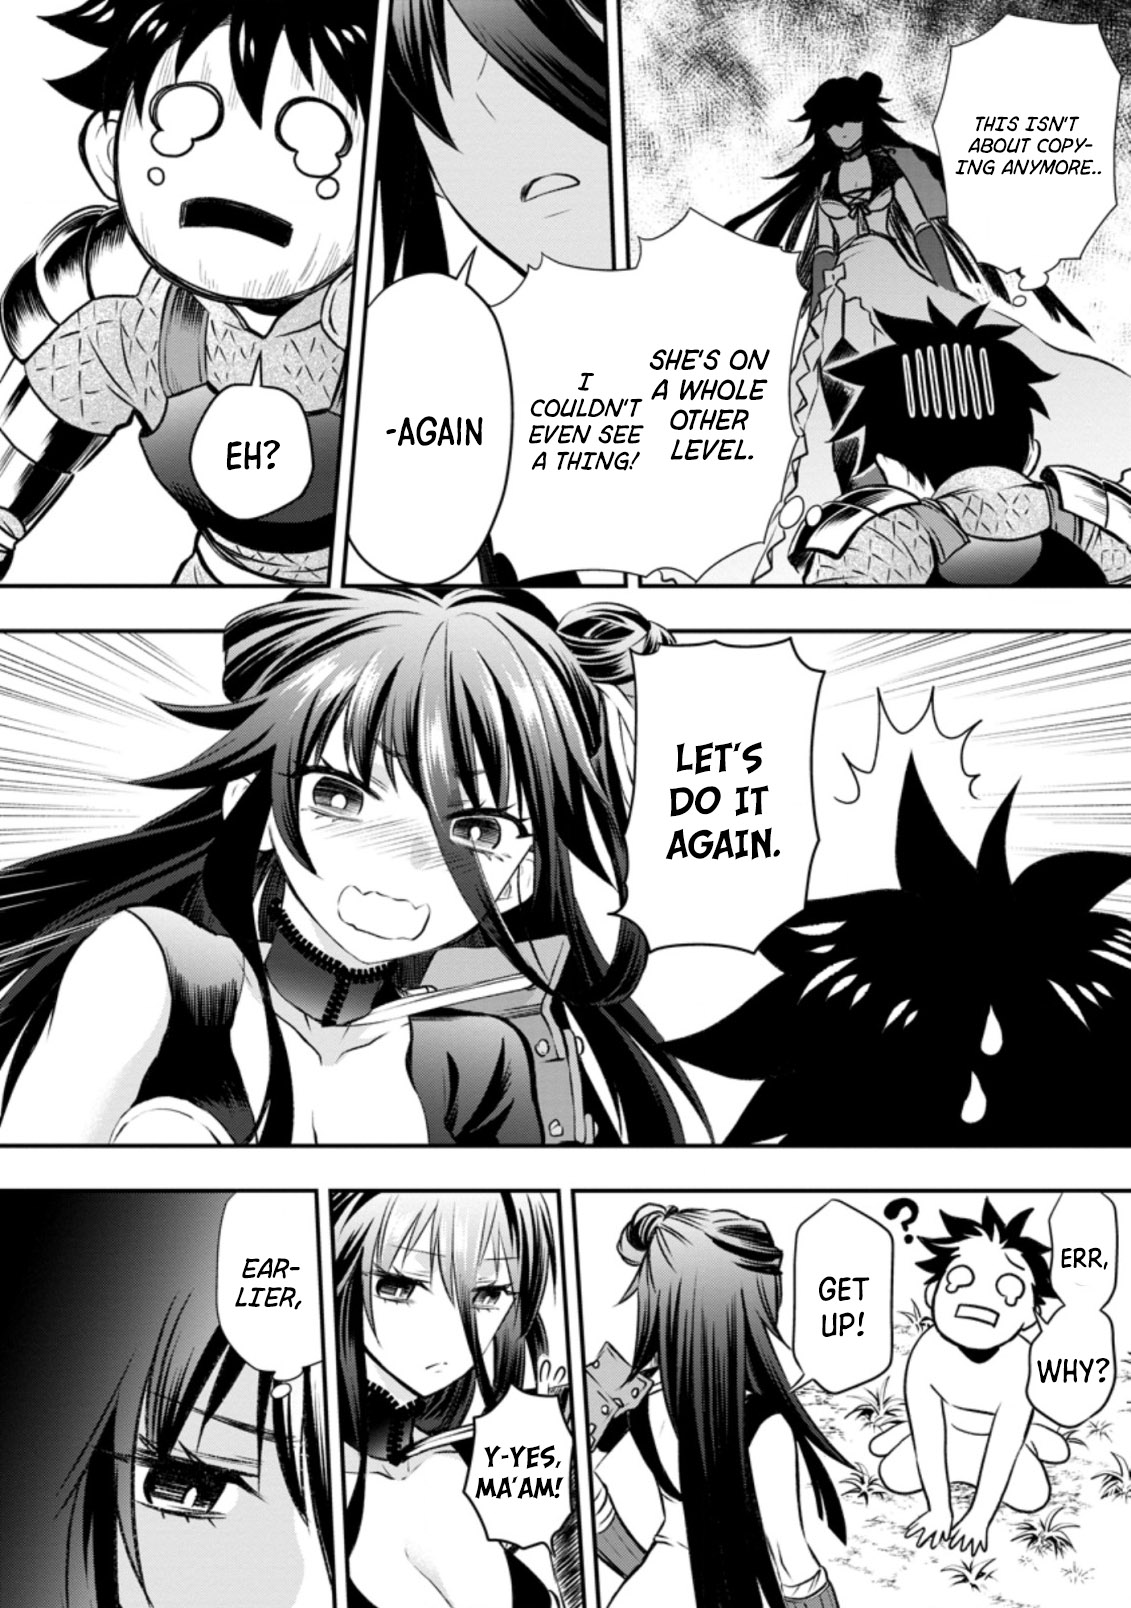 THIS ISN'T
ABOUT COPY-
ING ANYMORE..
SHE'S ON
A WHOLE
OTHER
LEVEL.
I
COULDN'T
EVEN SEE
A THING!
-AGAIN
EH?
LET'S
DO IT
AGAIN.
ERR,
WHY?
?
GET
UP!
Y-YES,
MA'AM!
EAR-
LIER,